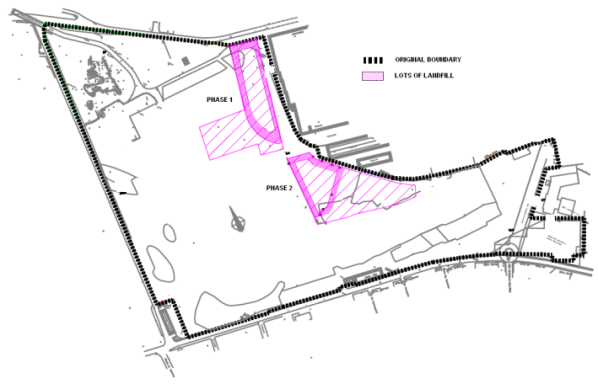 ORIGINAL BOUNDARY
LOTS OF LANDFILL
PHASE 1
PHASE 2